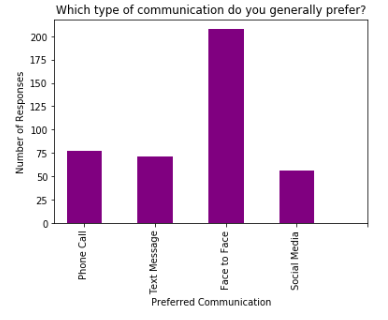 Which type of communication do you generally prefer?
Number of Responses
200
175
150
125
100
75
50
25
0
Phone Call
Text Message
Face to Face
Social Media
Preferred Communication